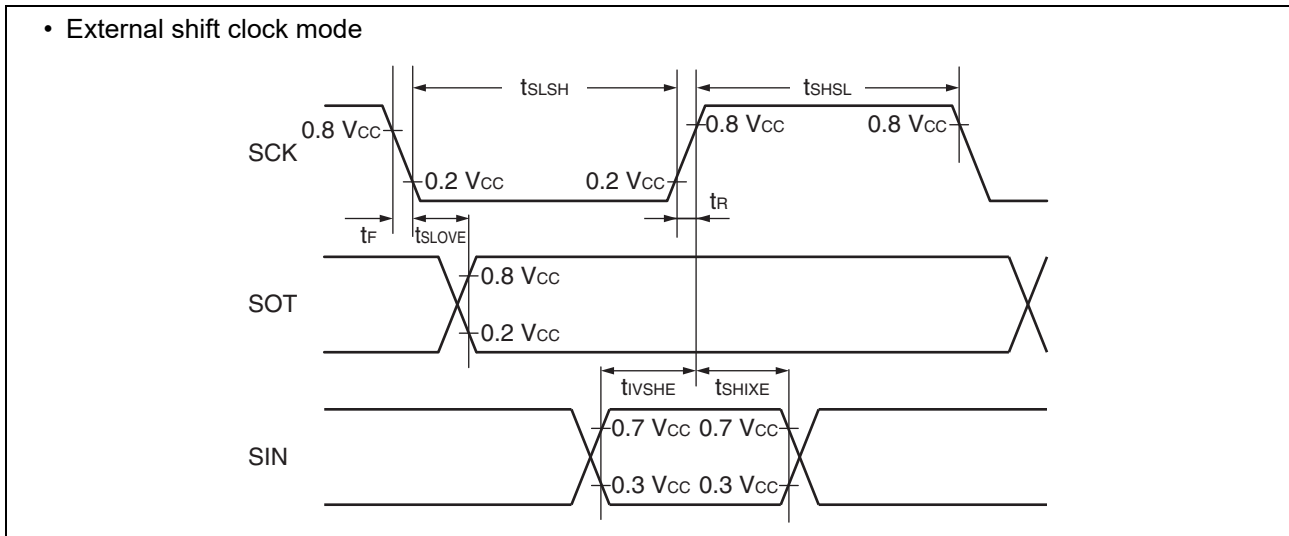 • External shift clock mode
tSLSH
tSHSL
0.8 VCC
0.8 VCC
0.8 VCC
SCK
0.2 VCC
0.2 VCC
tR
tF
tSLOVE
0.8 VCC
SOT
0.2 VCC
tIVSHE
tSHIXE
0.7 VCC
0.7 VCC
SIN
0.3 VCC
0.3 VCC